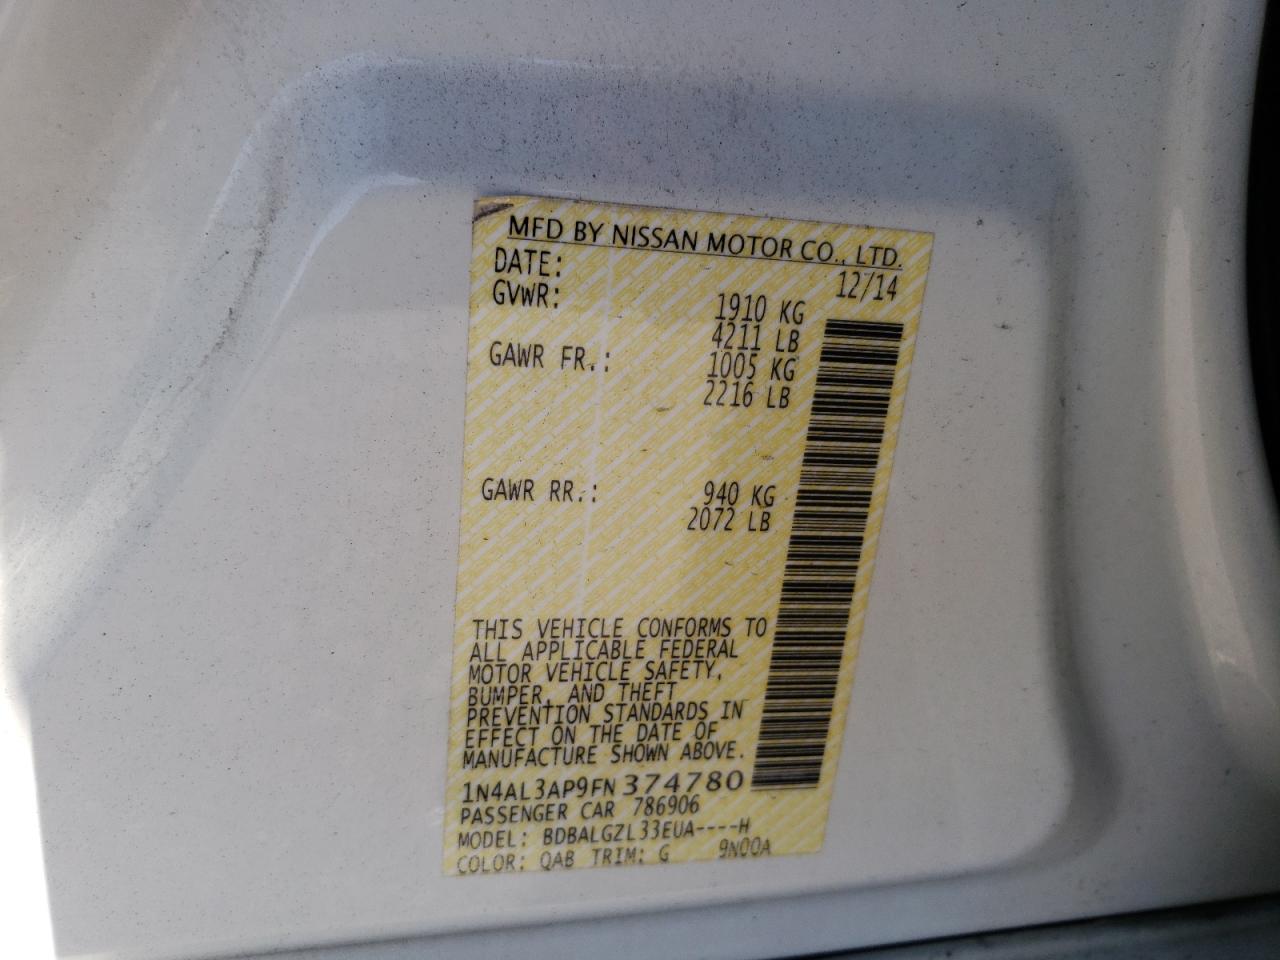 MFD BY NISSAN MOTOR CO., LTD.
DATE: 12/14
GVWR: 1910 KG
4211 LB
GAWR FR.: 1005 KG
2216 LB
GAWR RR.: 940 KG
2072 LB
THIS VEHICLE CONFORMS TO
ALL APPLICABLE FEDERAL
MOTOR VEHICLE SAFETY,
BUMPER, AND THEFT
PREVENTION STANDARDS IN
EFFECT ON THE DATE OF
MANUFACTURE SHOWN ABOVE.
1N4AL3AP9FN374780
PASSENGER CAR 786906
MODEL: BDBALGZL33EUA----H
COLOR: QAB TRIM: G 9N00A